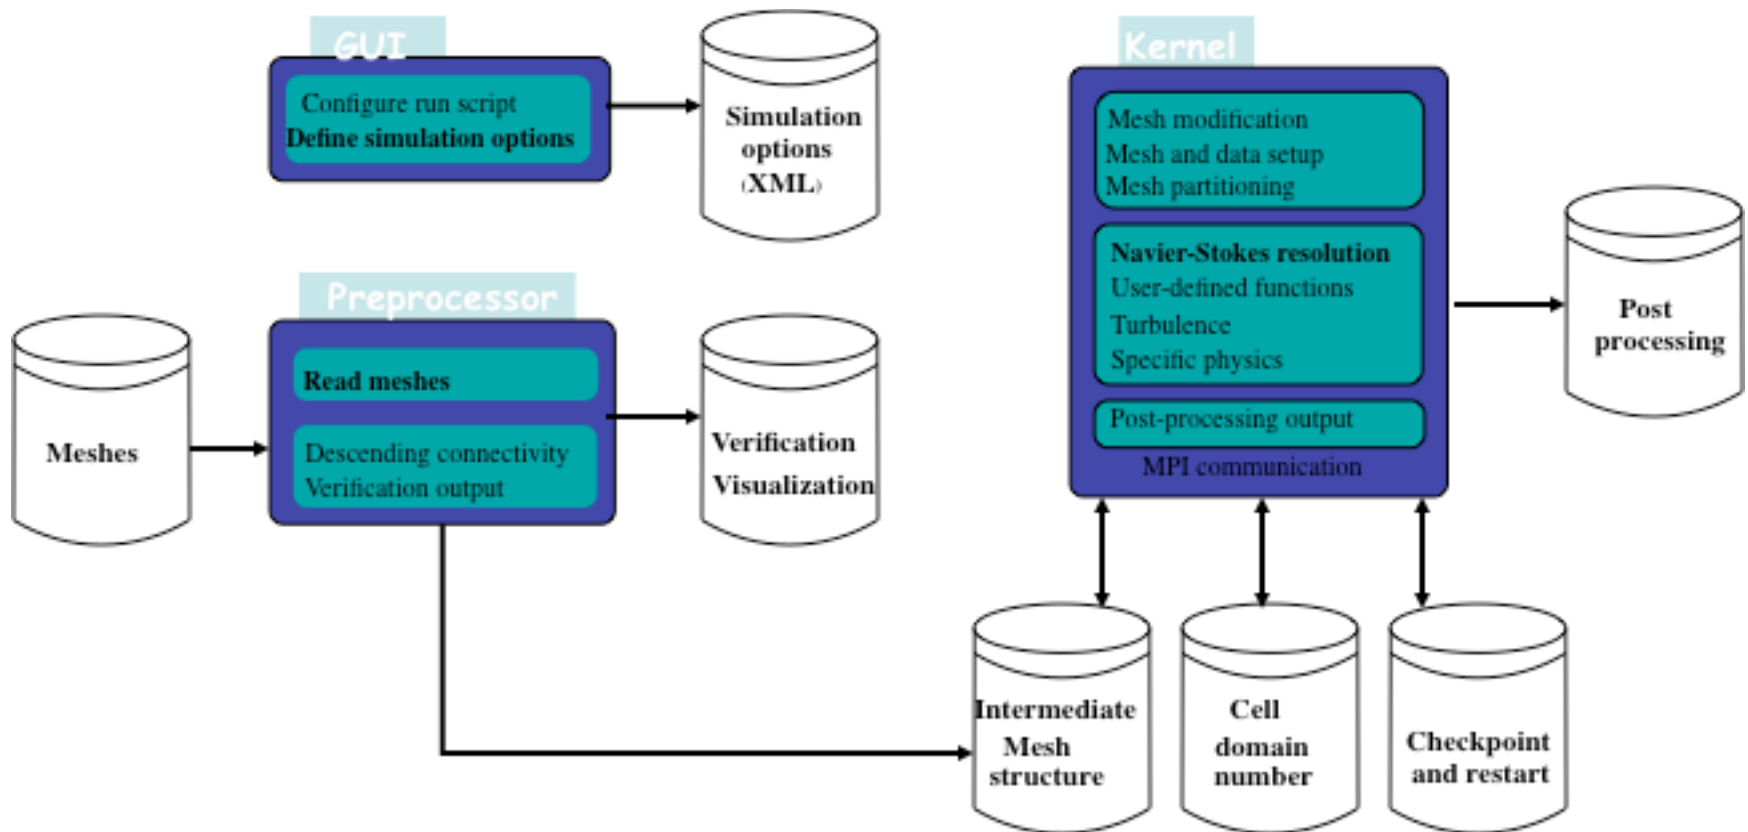 GUI
Configure run script
Define simulation options
Simulation
options
(XML)
Kernel
Mesh modification
Mesh and data setup
Mesh partitioning
Navier-Stokes resolution
User-defined functions
Turbulence
Specific physics
Post-processing output
MPI communication
Post
processing
Preprocessor
Meshes
Read meshes
Descending connectivity
Verification output
Verification
Visualization
Intermediate
Mesh
structure
Cell
domain
number
Checkpoint
and restart